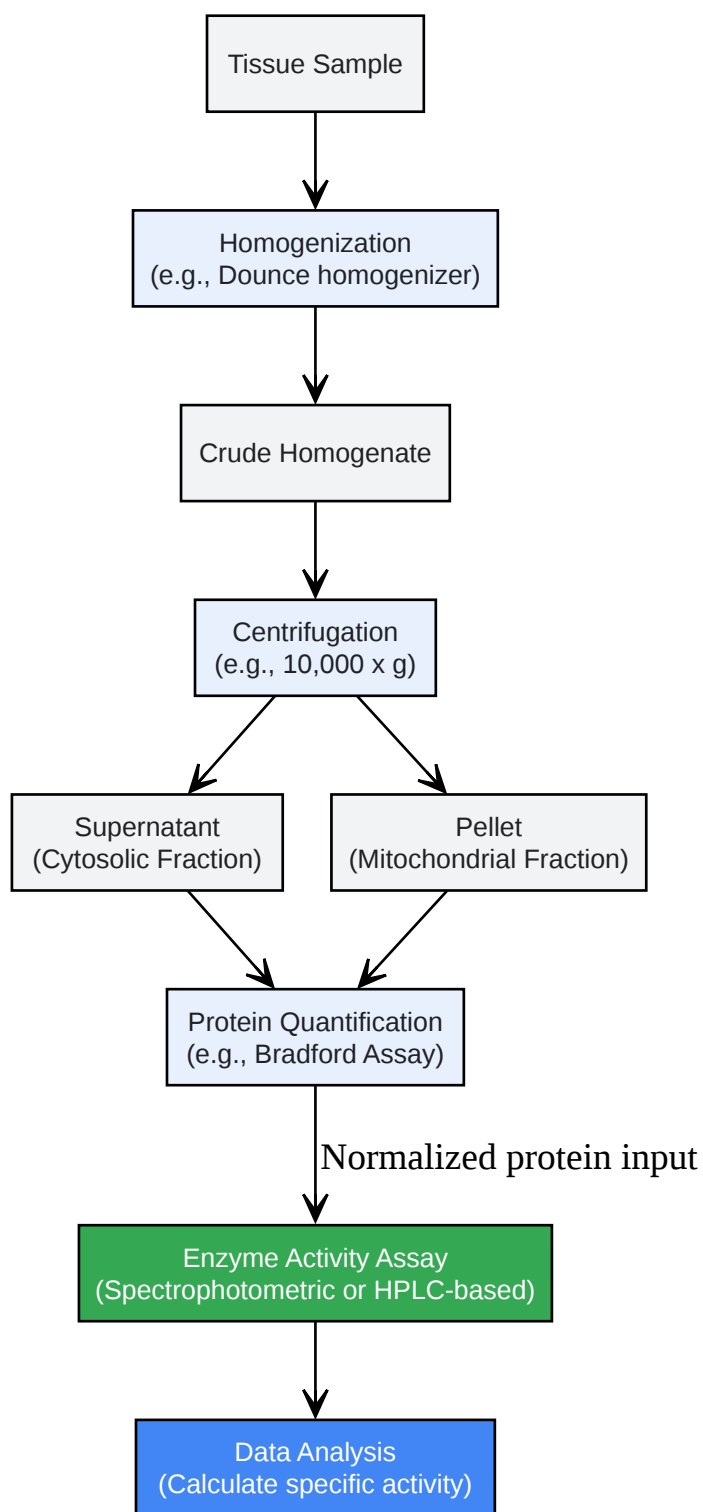 Tissue Sample
Homogenization
(e.g., Dounce homogenizer)
Crude Homogenate
Centrifugation
(e.g., 10,000 x g)
Supernatant
(Cytosolic Fraction)
Pellet
(Mitochondrial Fraction)
Protein Quantification
(e.g., Bradford Assay)
Normalized protein input
Enzyme Activity Assay
(Spectrophotometric or HPLC-based)
Data Analysis
(Calculate specific activity)